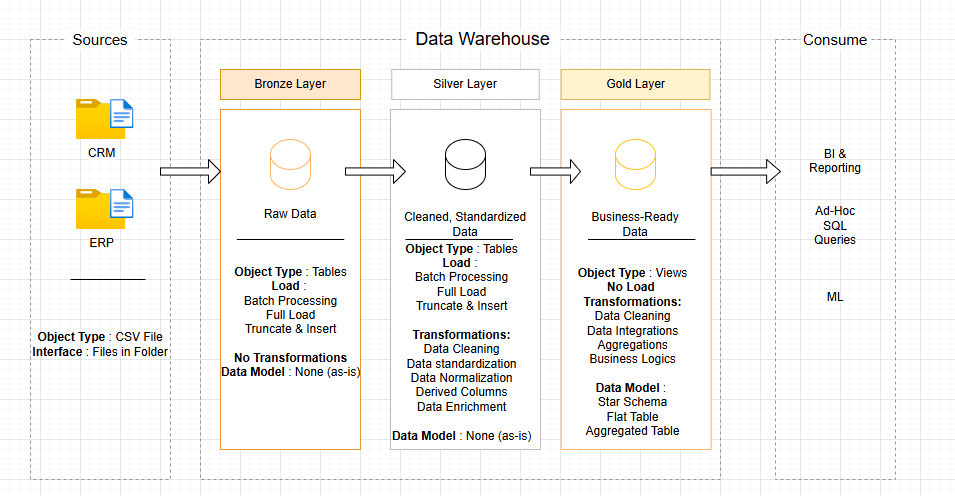 Sources
Data Warehouse
Consume
CRM
ERP
Object Type : CSV File
Interface : Files in Folder
Bronze Layer
Raw Data
Object Type : Tables
Load :
Batch Processing
Full Load
Truncate & Insert
No Transformations
Data Model : None (as-is)
Silver Layer
Cleaned, Standardized
Data
Object Type : Tables
Load :
Batch Processing
Full Load
Truncate & Insert
Transformations:
Data Cleaning
Data standardization
Data Normalization
Derived Columns
Data Enrichment
Data Model : None (as-is)
Gold Layer
Business-Ready
Data
Object Type : Views
No Load
Transformations:
Data Cleaning
Data Integrations
Aggregations
Business Logics
Data Model :
Star Schema
Flat Table
Aggregated Table
BI &
Reporting
Ad-Hoc
SQL
Queries
ML